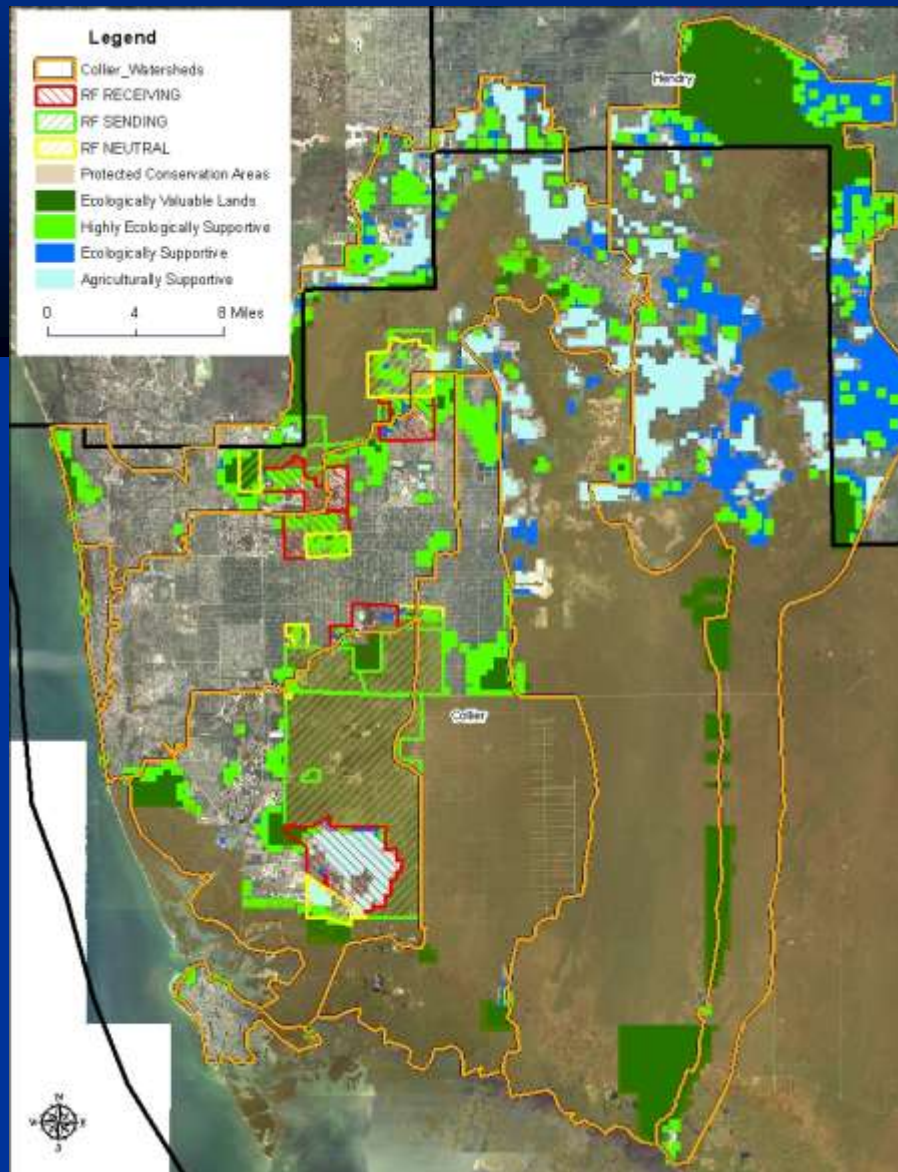 Legend
Collier_Watersheds
RF RECEIVING
RF SENDING
RF NEUTRAL
Protected Conservation Areas
Ecologically Valuable Lands
Highly Ecologically Supportive
Ecologically Supportive
Agriculturally Supportive
0 4 8 Miles
Hendry
Collier
N
W E
S